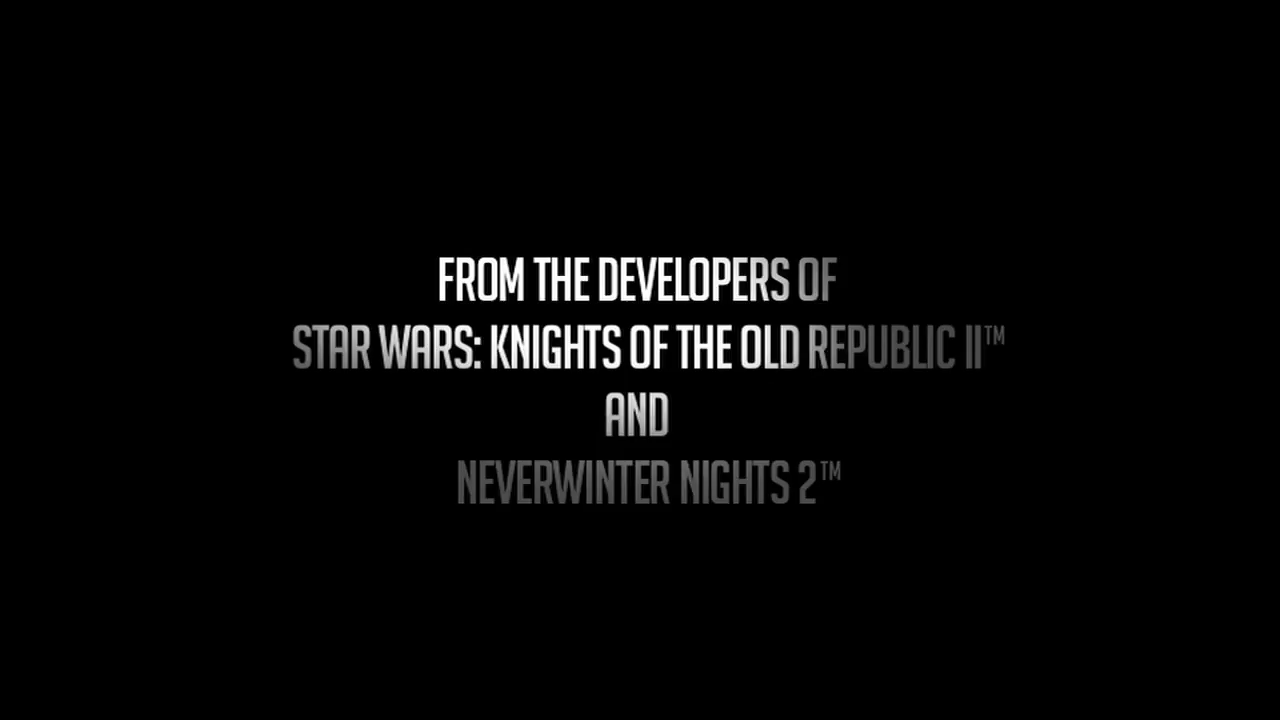 FROM THE DEVELOPERS OF
STAR WARS: KNIGHTS OF THE OLD REPUBLIC II™
AND
NEVERWINTER NIGHTS 2™